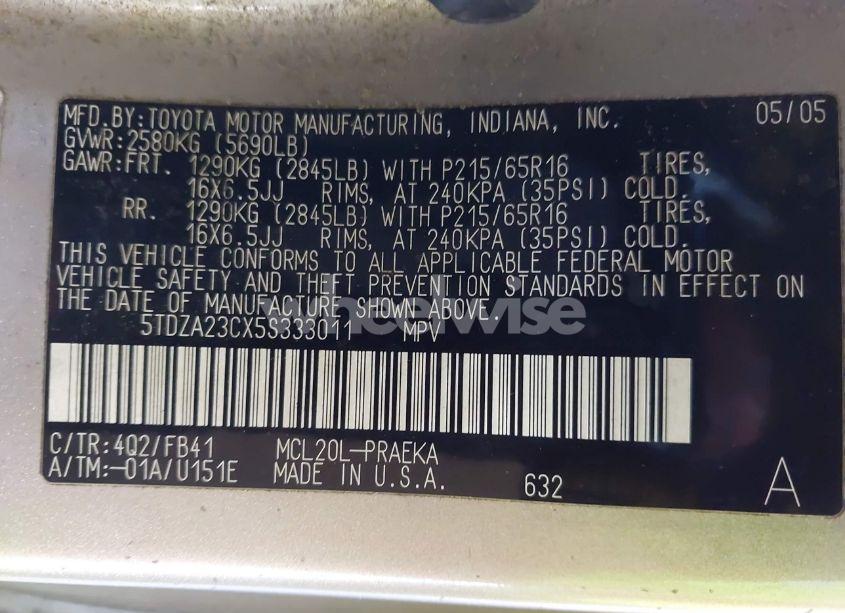 MFD.BY:TOYOTA MOTOR MANUFACTURING, INDIANA, INC. 05/05
GVWR:2580KG (5690LB)
GAWR:FRT. 1290KG (2845LB) WITH P215/65R16 TIRES,
16X6.5JJ RIMS, AT 240KPA (35PSI) COLD.
RR. 1290KG (2845LB) WITH P215/65R16 TIRES,
16X6.5JJ RIMS, AT 240KPA (35PSI) COLD.
THIS VEHICLE CONFORMS TO ALL APPLICABLE FEDERAL MOTOR
VEHICLE SAFETY AND THEFT PREVENTION STANDARDS IN EFFECT ON
THE DATE OF MANUFACTURE SHOWN ABOVE.
wheelwise
5TDZA23CX5S333011 MPV
C/TR:4Q2/FB41 MCL20L-PRAEKA
A/TM:-01A/U151E MADE IN U.S.A. 632 A